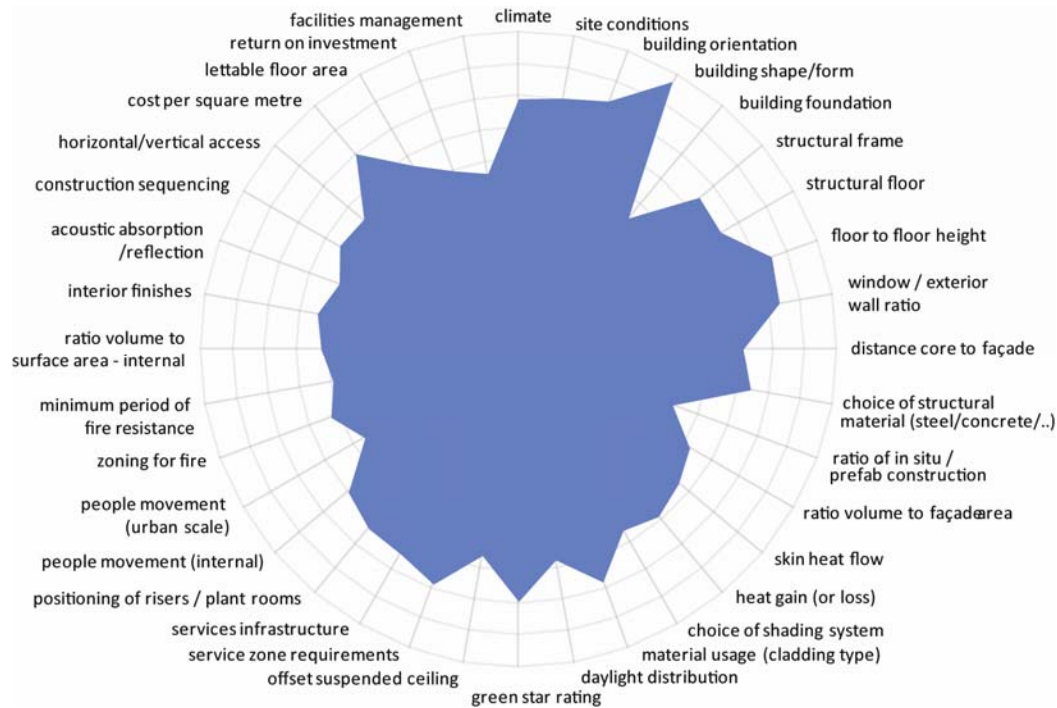 climate
site conditions
building orientation
building shape/form
building foundation
structural frame
structural floor
floor to floor height
window / exterior
wall ratio
distance core to façade
choice of structural
material (steel/concrete/..)
ratio of in situ /
prefab construction
ratio volume to façadearea
skin heat flow
heat gain (or loss)
choice of shading system
material usage (cladding type)
daylight distribution
green star rating
offset suspended ceiling
service zone requirements
services infrastructure
positioning of risers / plant rooms
people movement (internal)
people movement
(urban scale)
zoning for fire
minimum period of
fire resistance
ratio volume to
surface area - internal
interior finishes
acoustic absorption
/reflection
construction sequencing
horizontal/vertical access
cost per square metre
lettable floor area
return on investment
facilities management